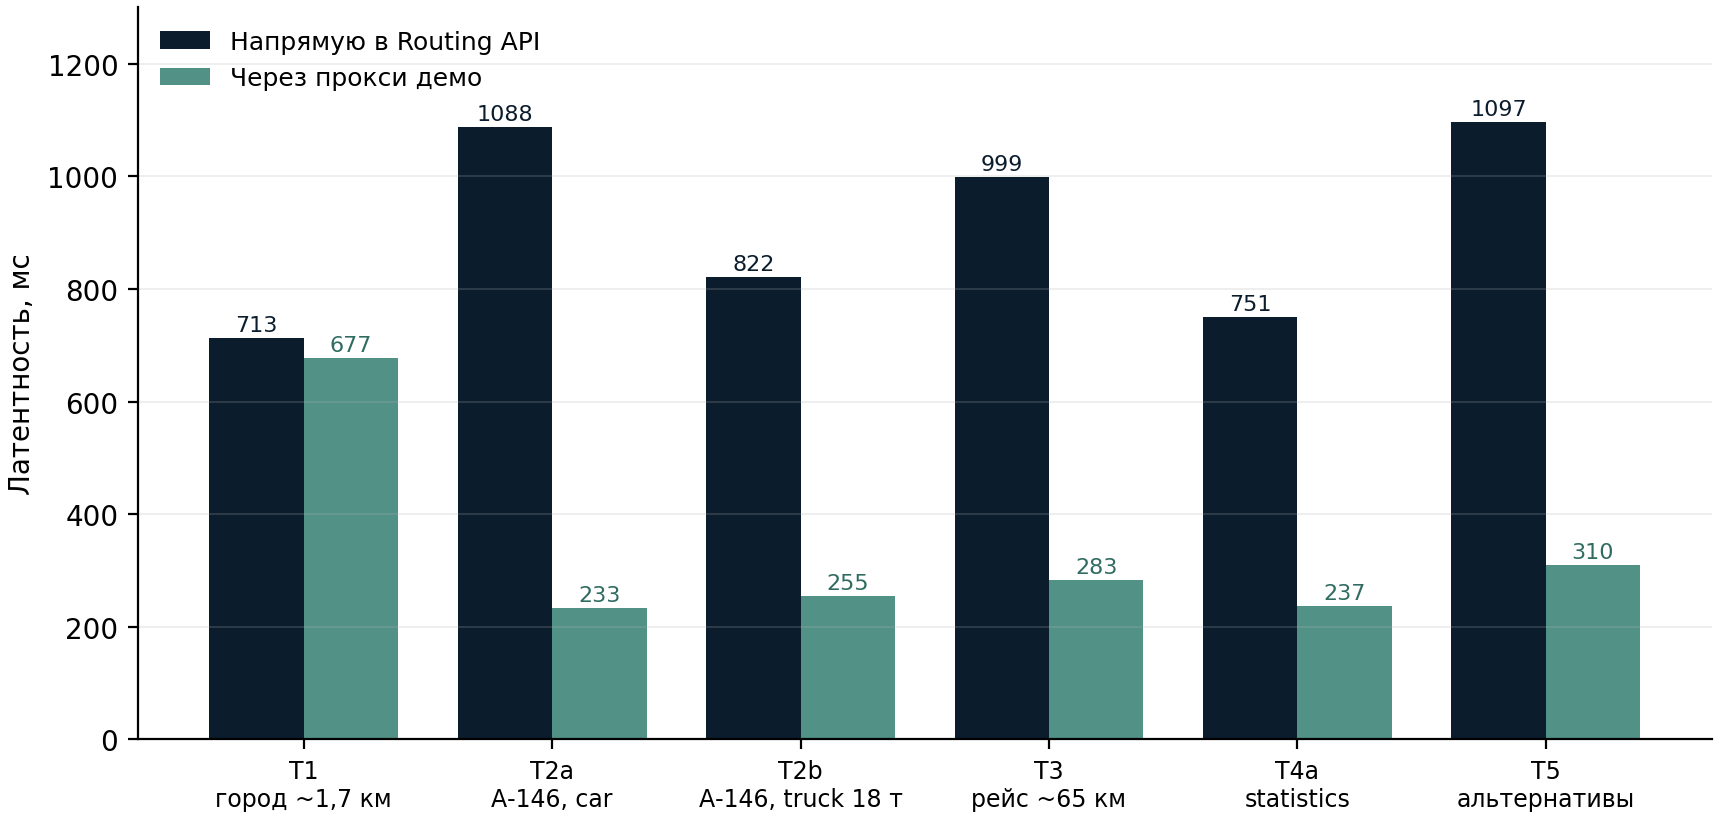 Напрямую в Routing API
Через прокси демо
Латентность, мс
1200
1000
800
600
400
200
0
713
677
1088
233
822
255
999
283
751
237
1097
310
T1
город ~1,7 км
T2a
А-146, car
T2b
А-146, truck 18 т
T3
рейс ~65 км
T4a
statistics
T5
альтернативы